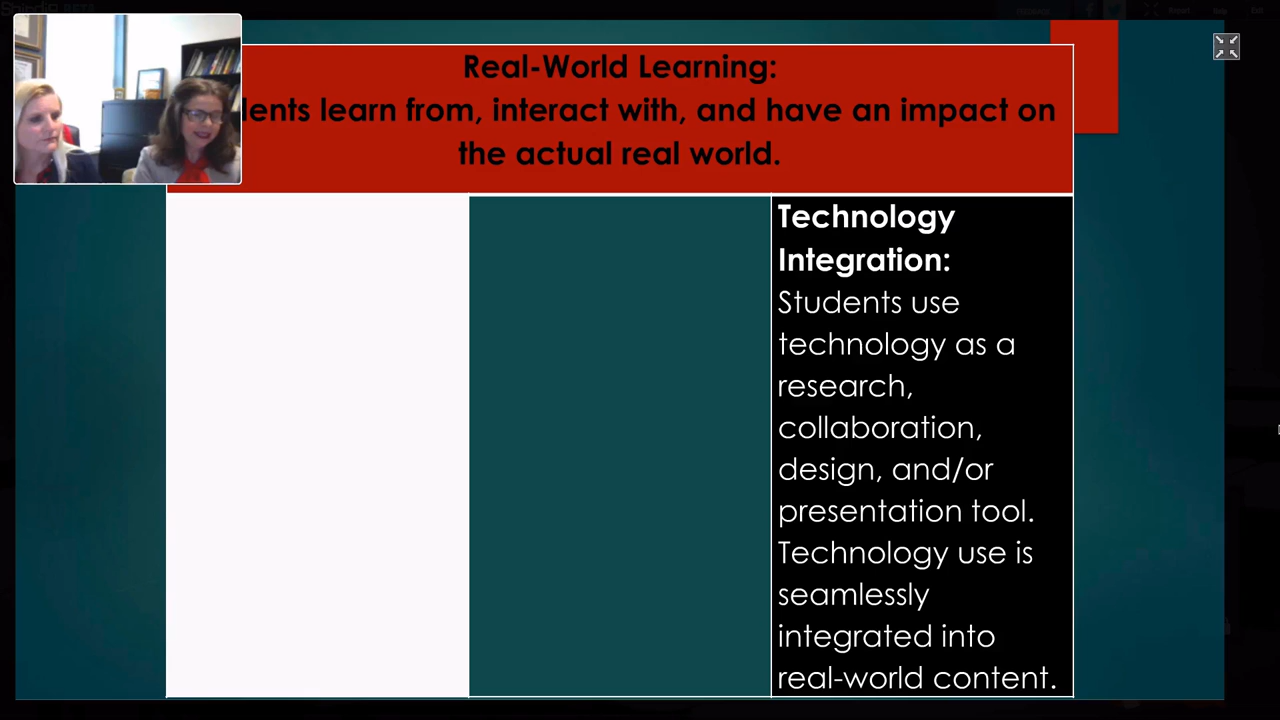 Real-World Learning:
learn from, interact with, and have an impact on
the actual real world.
Technology
Integration:
Students use
technology as a
research,
collaboration,
design, and/or
presentation tool.
Technology use is
seamlessly
integrated into
real-world content.